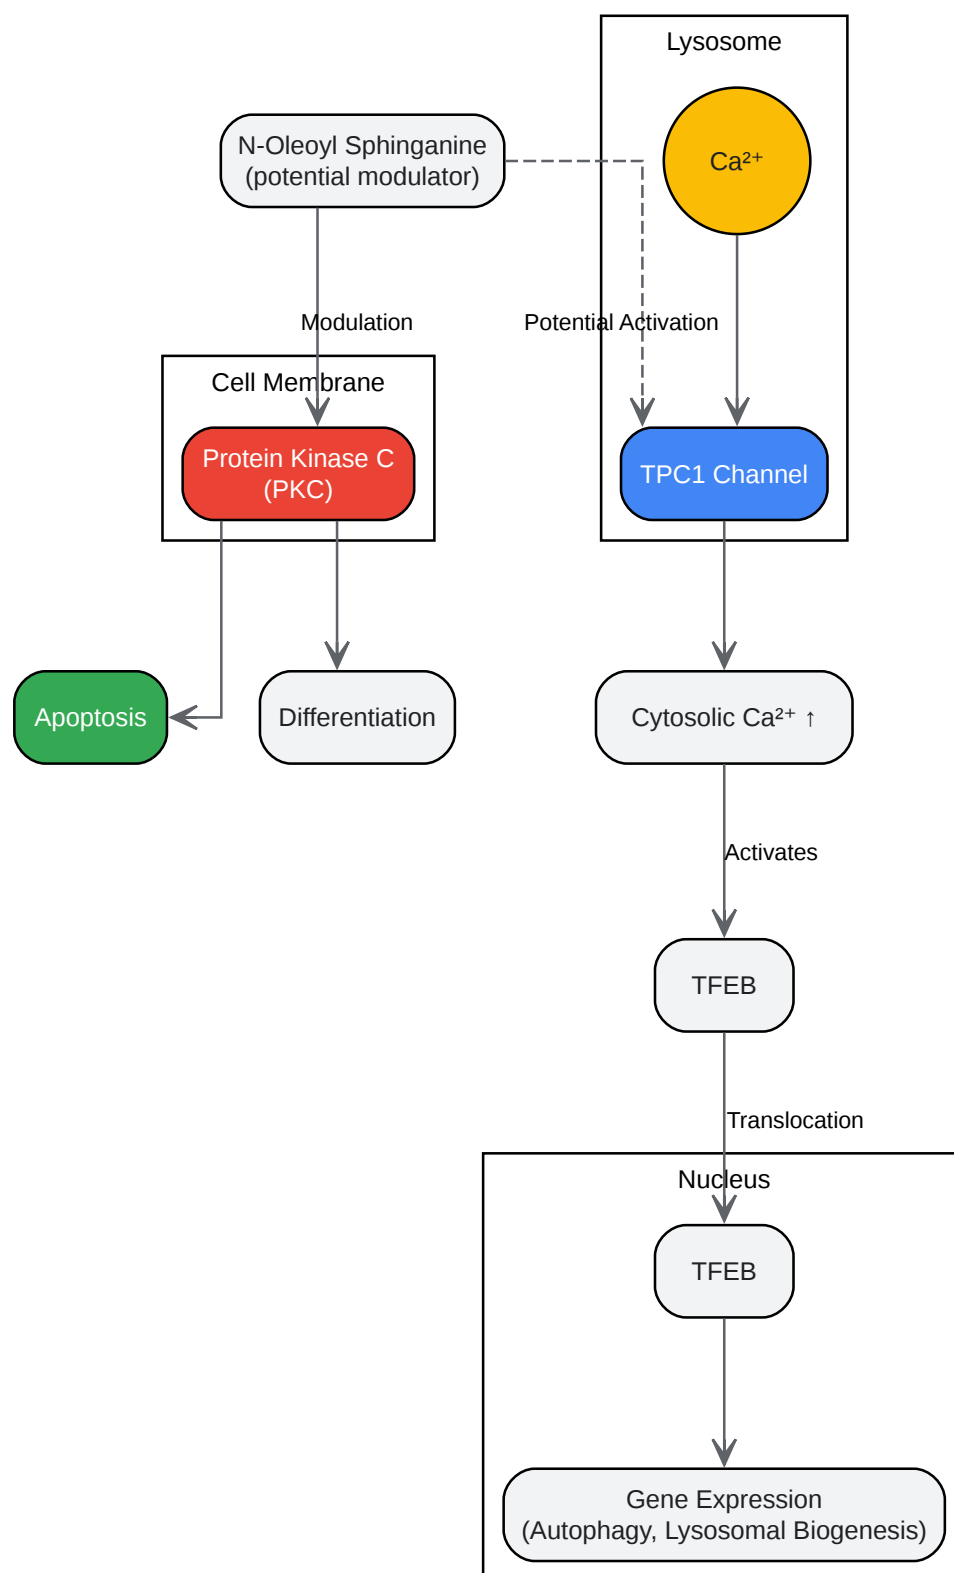 Lysosome
N-Oleoyl Sphinganine
(potential modulator)
Ca²⁺
Modulation
Potential Activation
Cell Membrane
Protein Kinase C
(PKC)
TPC1 Channel
Apoptosis
Differentiation
Cytosolic Ca²⁺ ↑
Activates
TFEB
Translocation
Nucleus
TFEB
Gene Expression
(Autophagy, Lysosomal Biogenesis)